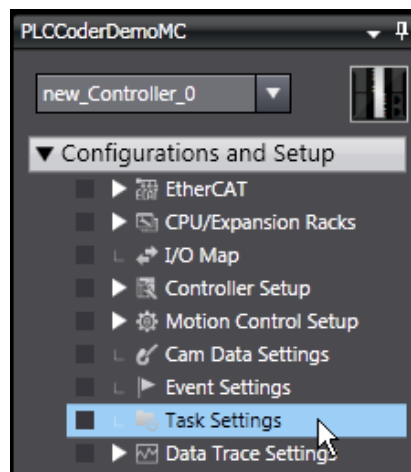 PLCCoderDemoMC
new_Controller_0
Configurations and Setup
EtherCAT
CPU/Expansion Racks
I/O Map
Controller Setup
Motion Control Setup
Cam Data Settings
Event Settings
Task Settings
Data Trace Settings